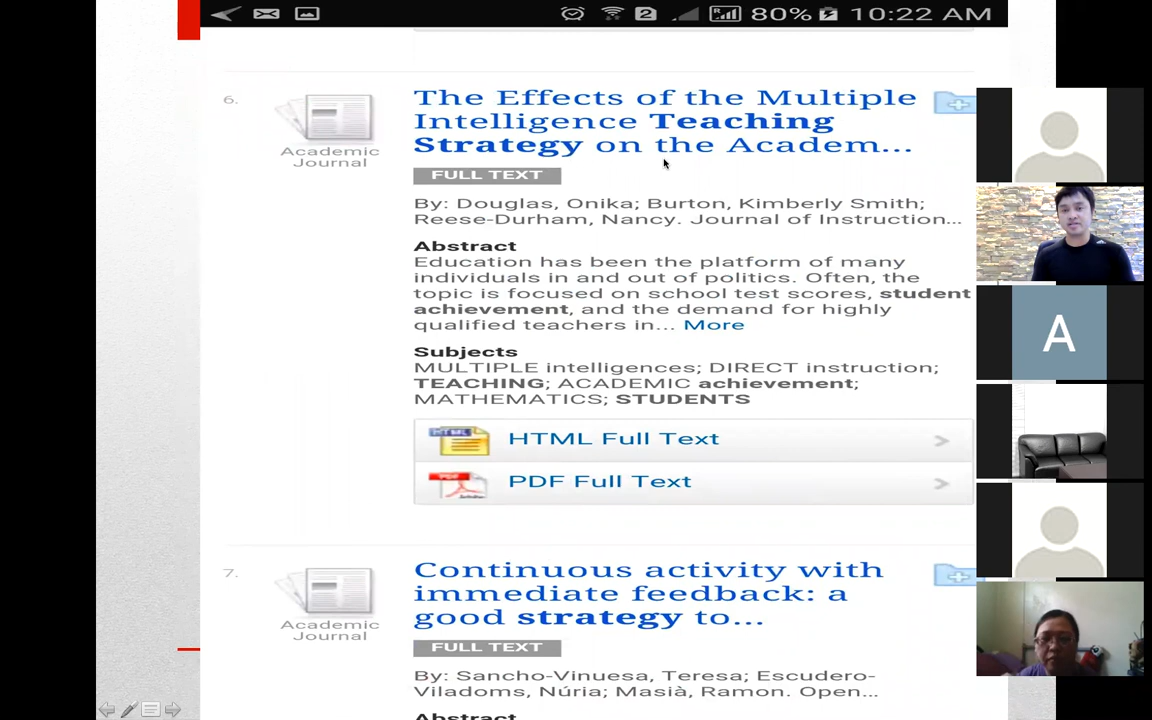 2 R 80% 10:22 AM
6.
Academic
Journal
The Effects of the Multiple
Intelligence Teaching
Strategy on the Academ...
FULL TEXT
By: Douglas, Onika; Burton, Kimberly Smith;
Reese-Durham, Nancy. Journal of Instruction...
Abstract
Education has been the platform of many
individuals in and out of politics. Often, the
topic is focused on school test scores, student
achievement, and the demand for highly
qualified teachers in... More
Subjects
MULTIPLE intelligences; DIRECT instruction;
TEACHING; ACADEMIC achievement;
MATHEMATICS; STUDENTS
HTML HTML Full Text
PDF PDF Full Text
7.
Academic
Journal
Continuous activity with
immediate feedback: a
good strategy to...
FULL TEXT
By: Sancho-Vinuesa, Teresa; Escudero-
Viladoms, Núria; Masià, Ramon. Open...
Abstract
A